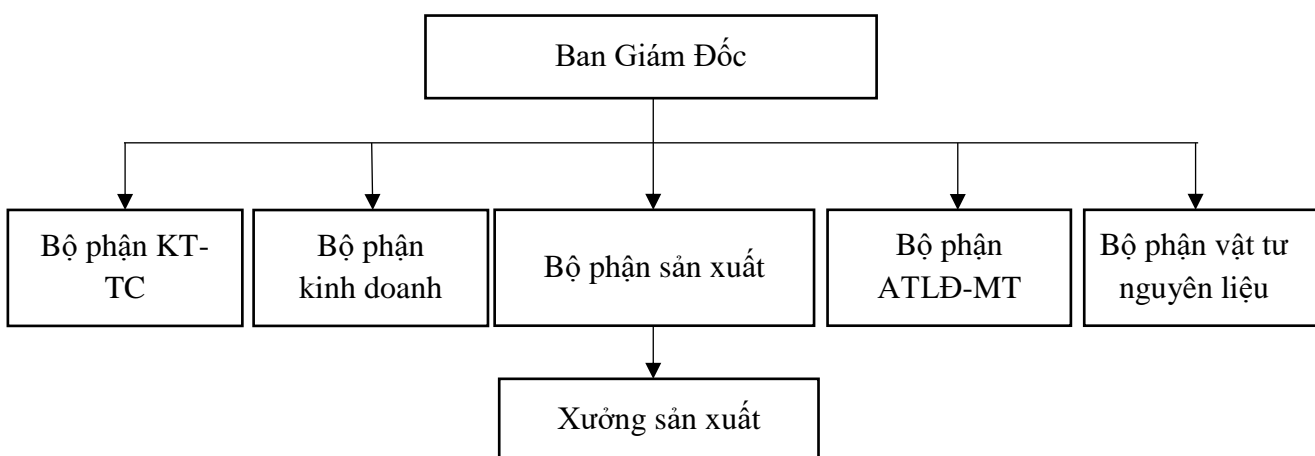 Ban Giám Đốc
Bộ phận KT-
TC
Bộ phận
kinh doanh
Bộ phận sản xuất
Bộ phận
ATLĐ-MT
Bộ phận vật tư
nguyên liệu
Xưởng sản xuất